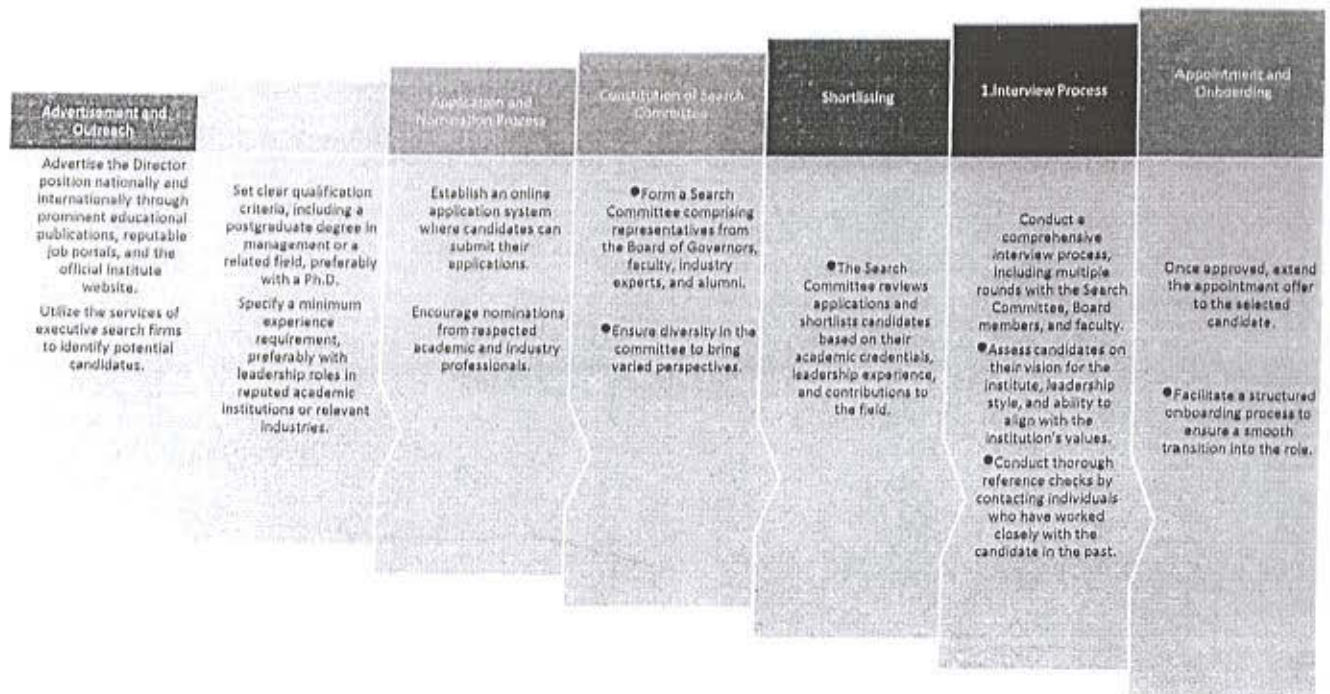 Advertisement and
Outreach
Advertise the Director
position nationally and
internationally through
prominent educational
publications, reputable
job portals, and the
official Institute
website.
Utilize the services of
executive search firms
to identify potential
candidates.
Set clear qualification
criteria, including a
postgraduate degree in
management or a
related field, preferably
with a Ph.D.
Specify a minimum
experience
requirement,
preferably with
leadership roles in
reputed academic
institutions or relevant
industries.
Application and
Nomination Process
Establish an online
application system
where candidates can
submit their
applications.
Encourage nominations
from respected
academic and industry
professionals.
Constitution of Search
Committee
●Form a Search
Committee comprising
representatives from
the Board of Governors,
faculty, industry
experts, and alumni.
●Ensure diversity in the
committee to bring
varied perspectives.
Shortlisting
●The Search
Committee reviews
applications and
shortlists candidates
based on their
academic credentials,
leadership experience,
and contributions to
the field.
1.Interview Process
Conduct a
comprehensive
interview process,
including multiple
rounds with the Search
Committee, Board
members, and faculty.
●Assess candidates on
their vision for the
institute, leadership
style, and ability to
align with the
institution's values.
●Conduct thorough
reference checks by
contacting individuals
who have worked
closely with the
candidate in the past.
Appointment and
Onboarding
Once approved, extend
the appointment offer
to the selected
candidate.
●Facilitate a structured
onboarding process to
ensure a smooth
transition into the role.